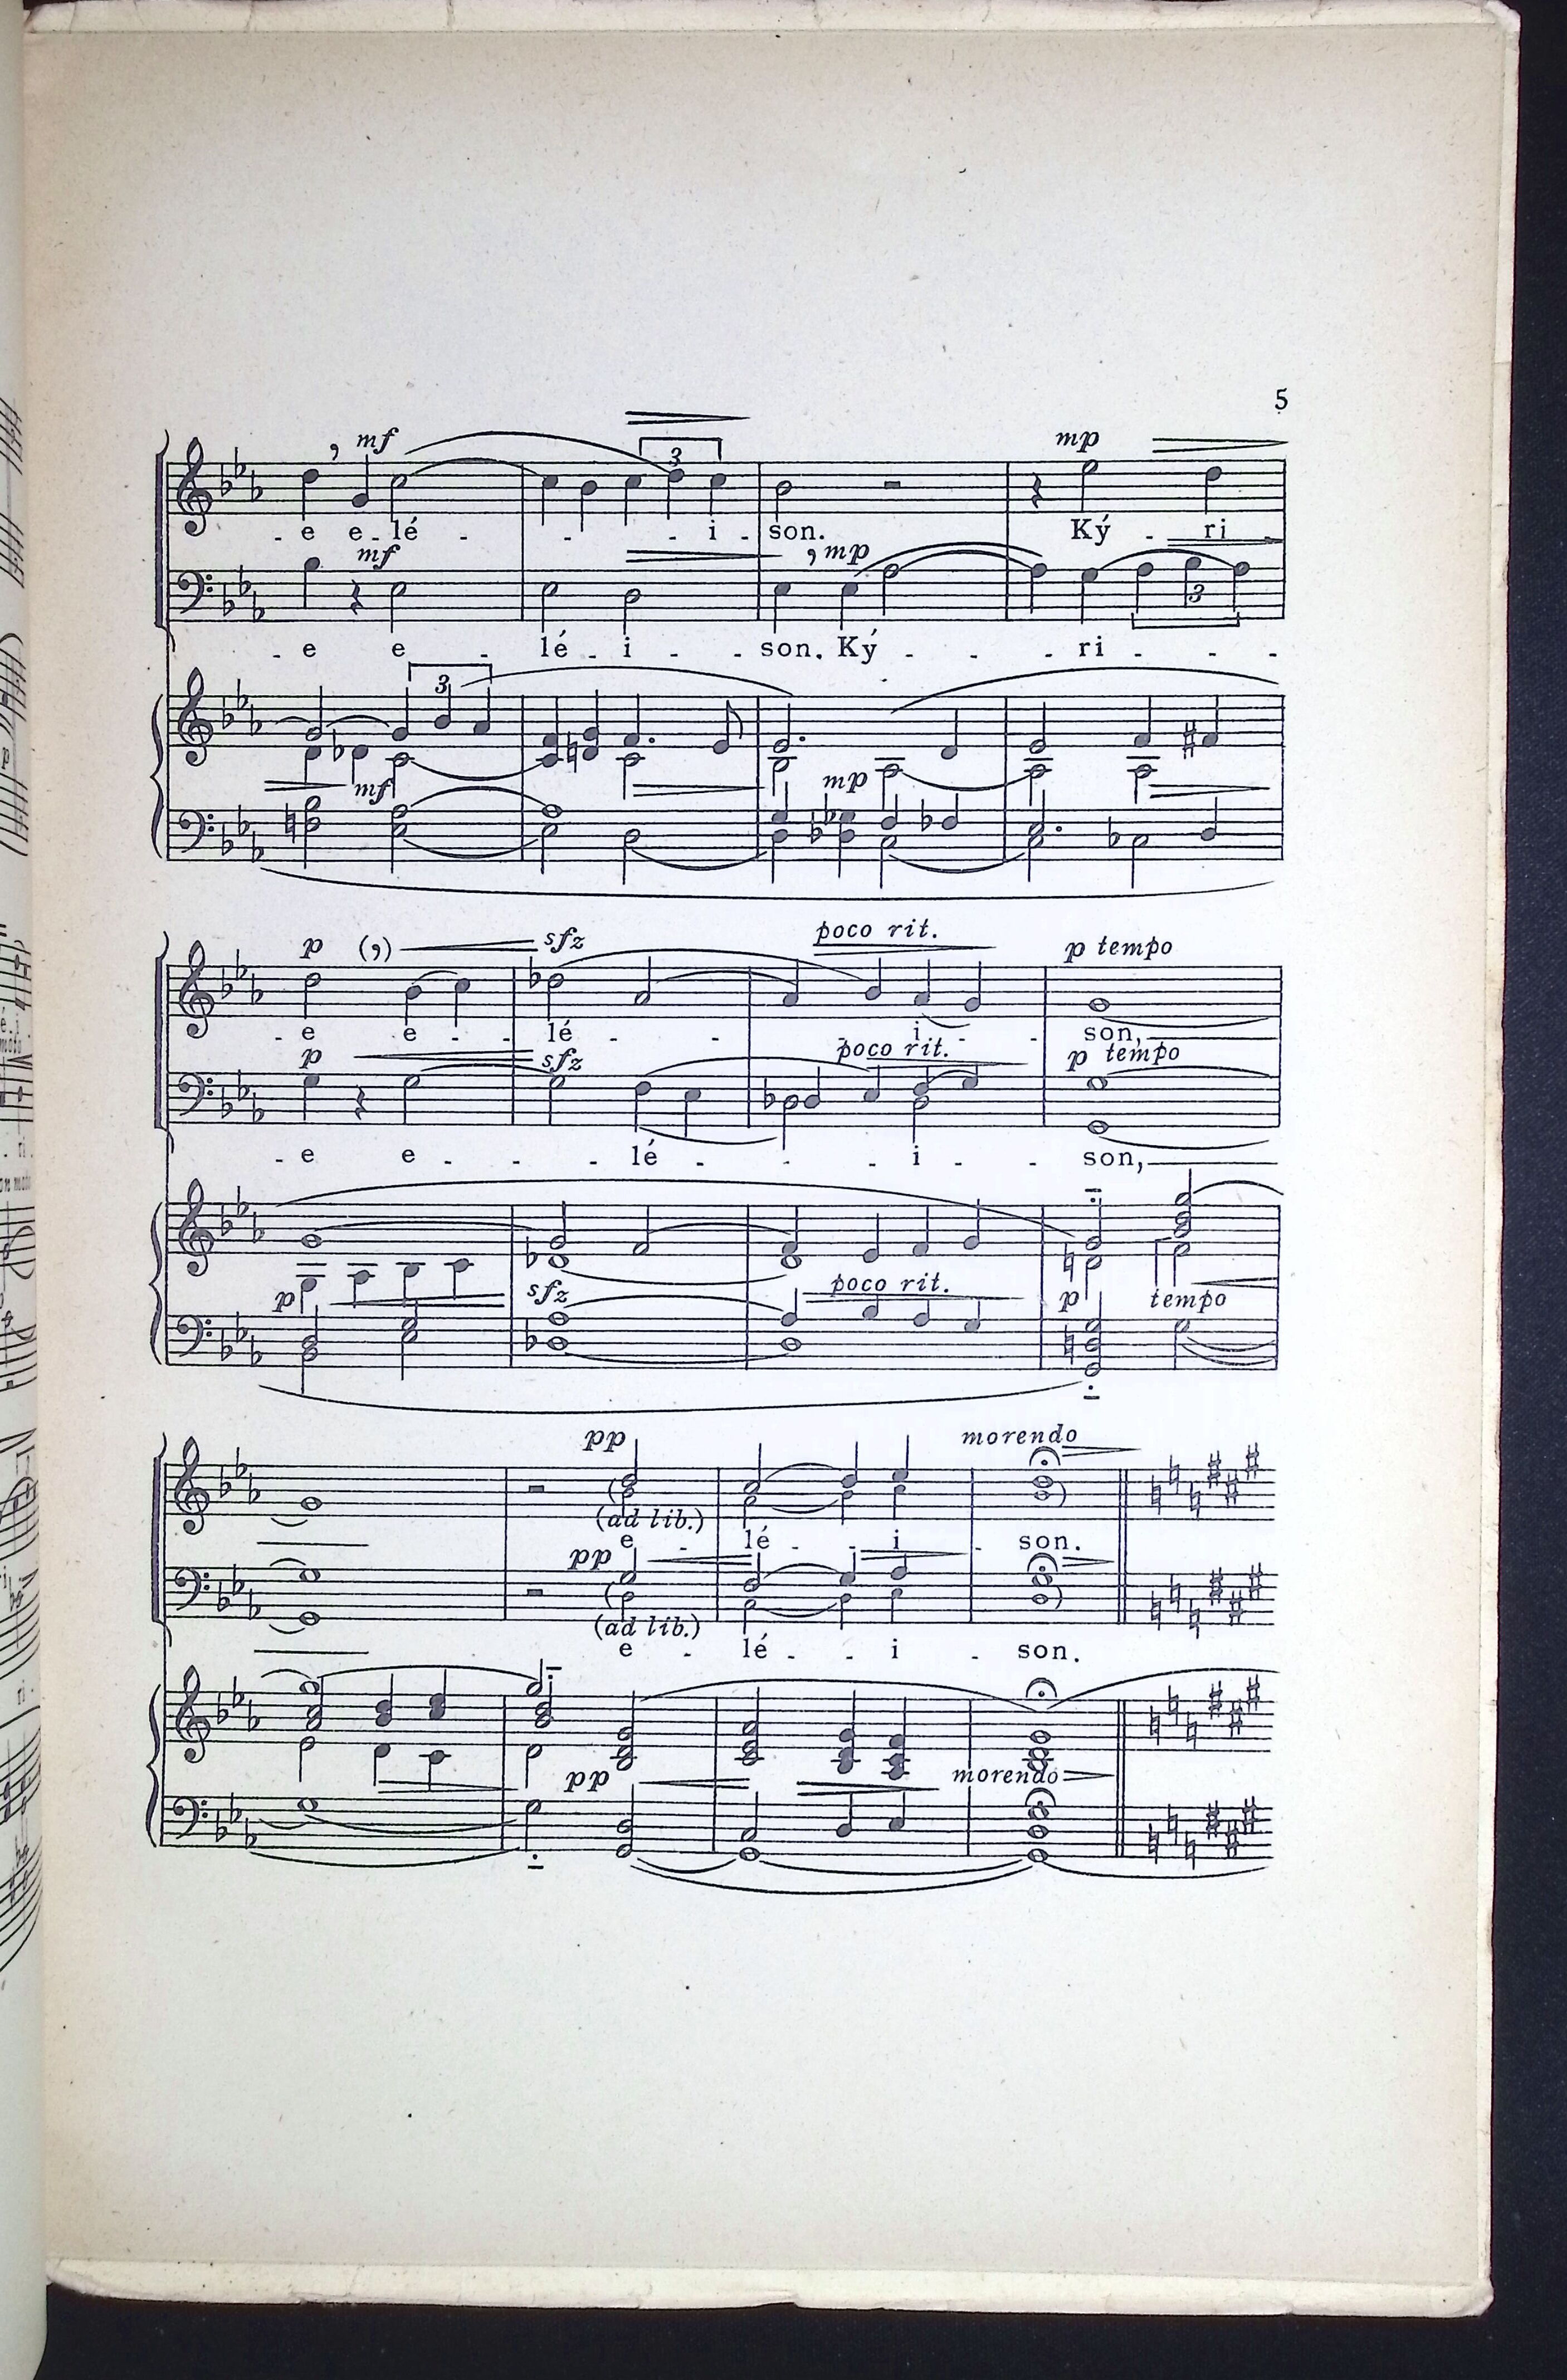 5
mf
3
mp
- e e - lé - - - i - son. Ký - ri
mf , mp
3
- e e - lé - i - - son. Ký - - - ri - - -
3
mf
mp
p (,) sfz poco rit. p tempo
- e e - - lé - - - i - - son,
p sfz poco rit. p tempo
- e e - - - lé - - - i - - son,
p sfz poco rit. p tempo
pp morendo
(ad lib.)
e - lé - - i - son.
pp
(ad lib.)
e - lé - - i - son.
pp morendo